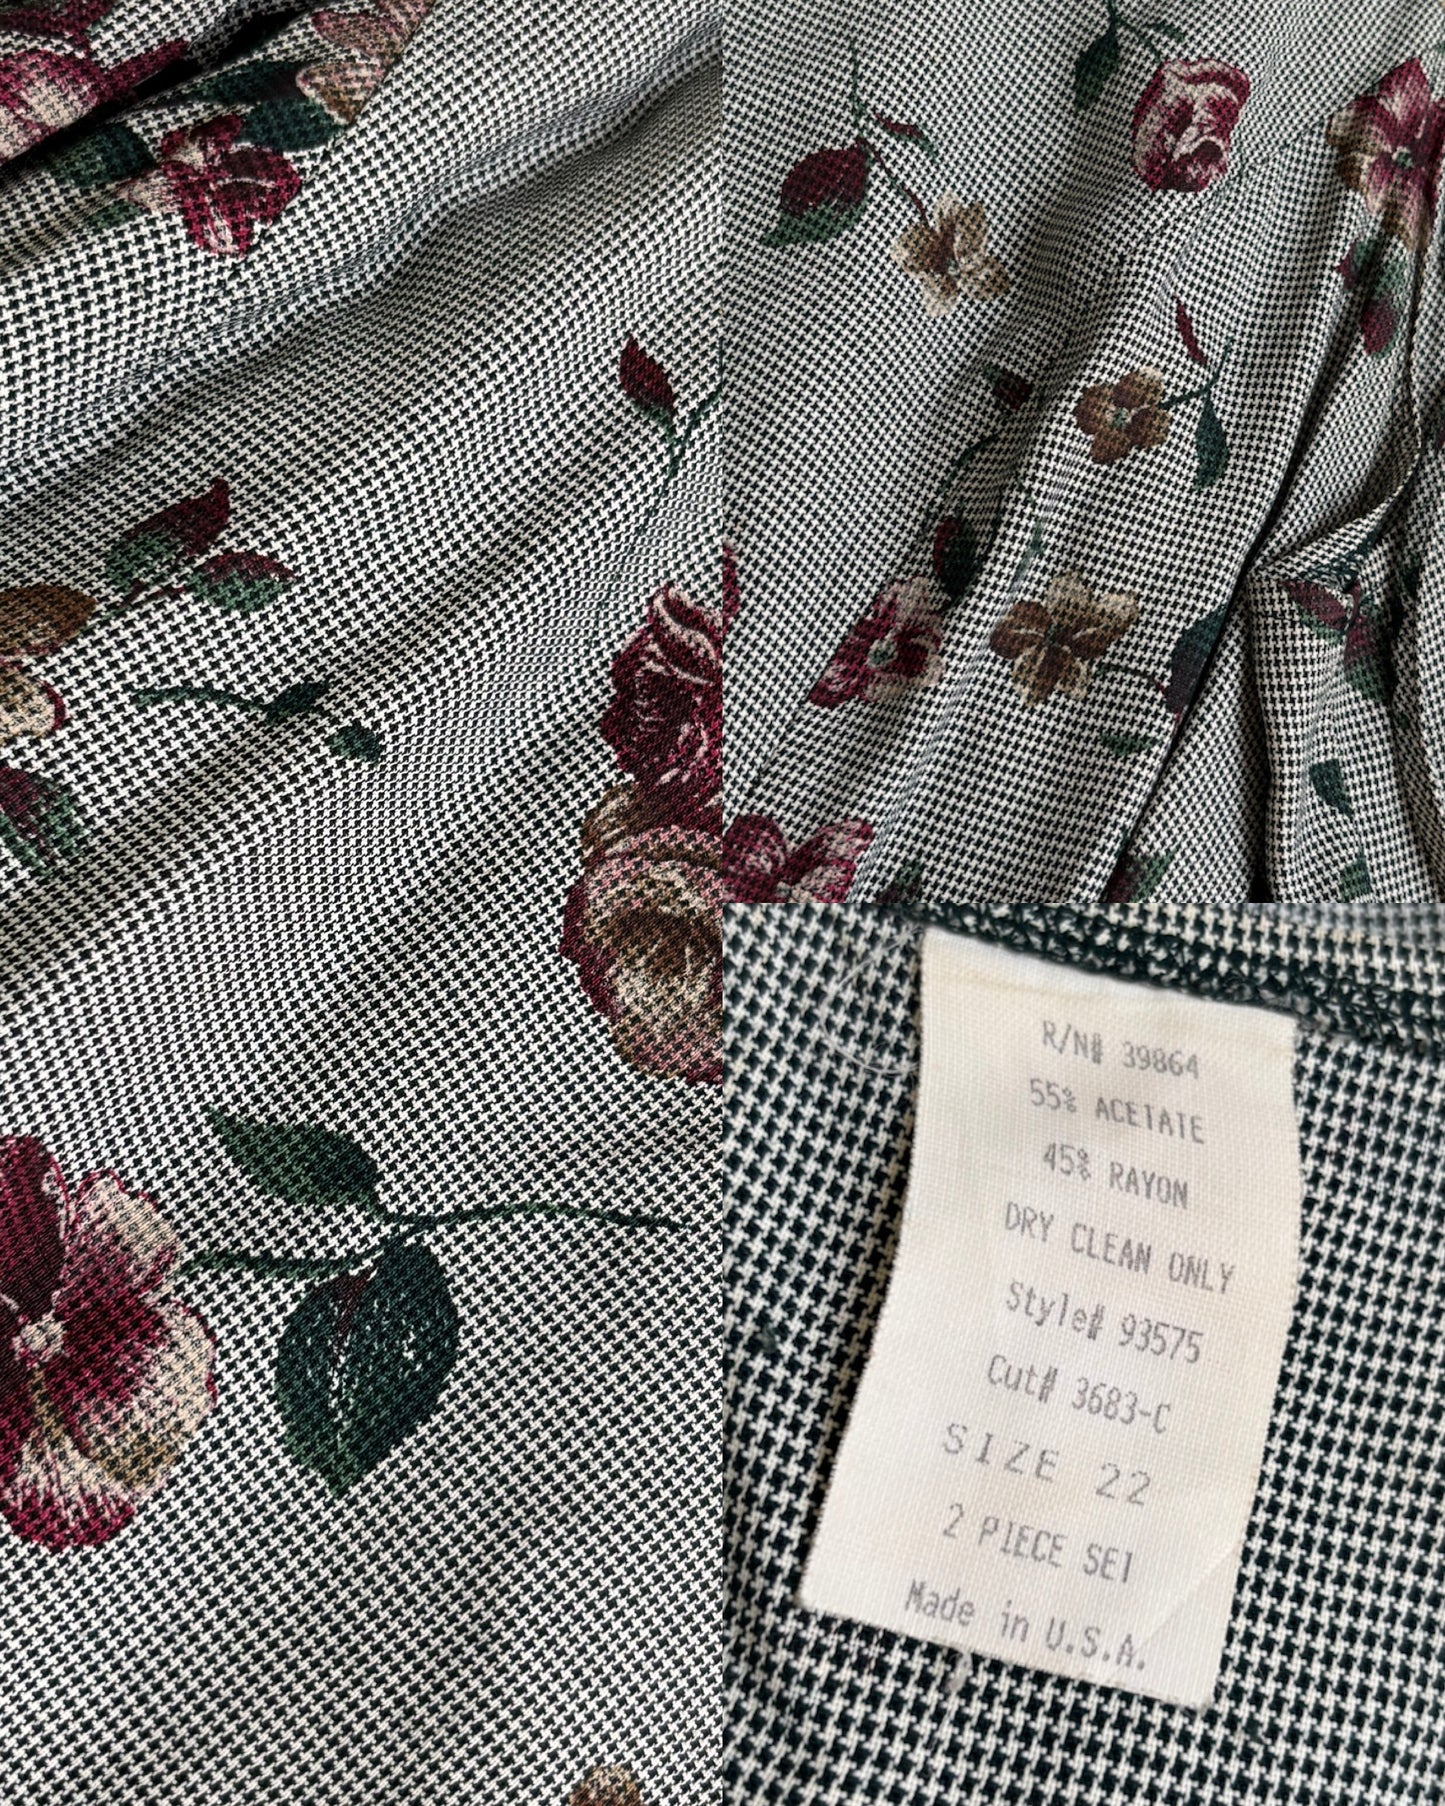 R/N# 39864
55% ACETATE
45% RAYON
DRY CLEAN ONLY
Style# 93575
Cut# 3683-C
SIZE 22
2 PIECE SET
Made in U.S.A.